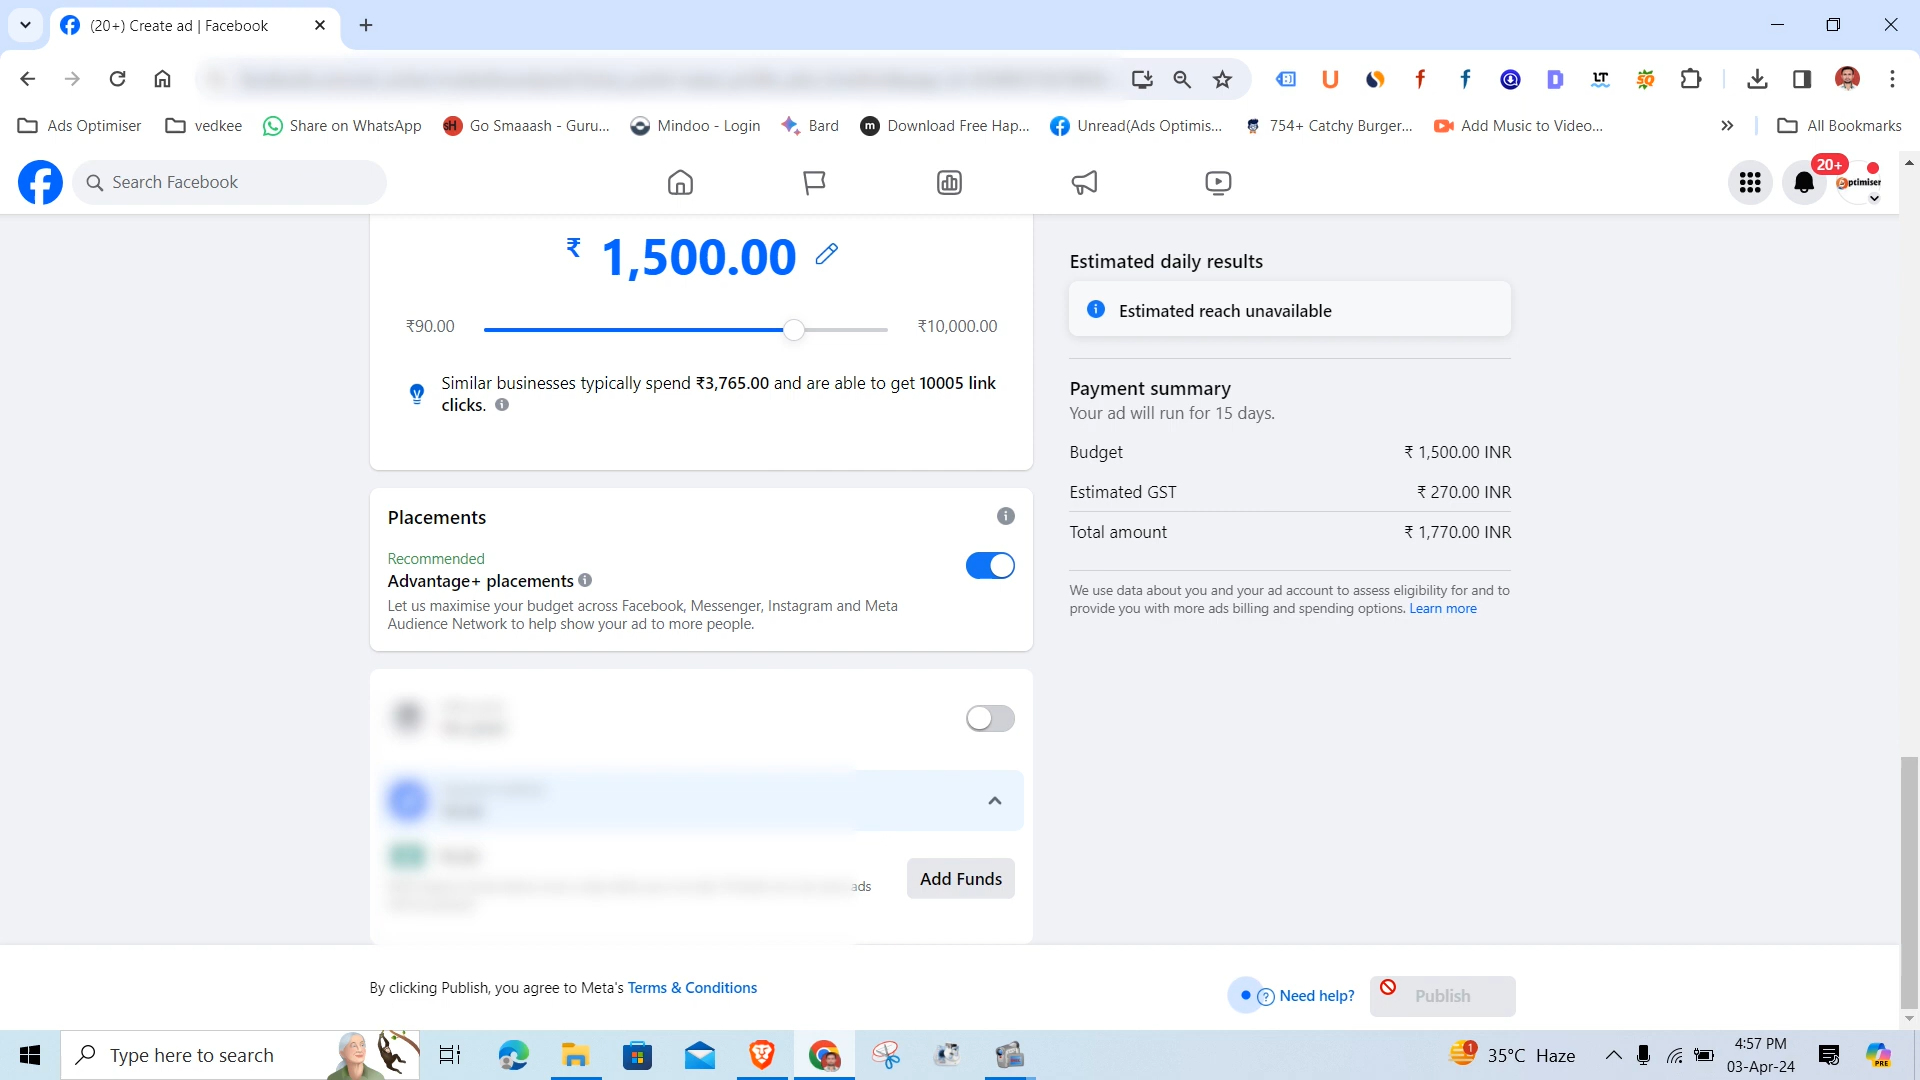 (20+) Create ad | Facebook
Ads Optimiser
vedkee
Share on WhatsApp
SH Go Smaaash - Guru...
Mindoo - Login
Bard
m Download Free Hap...
Unread(Ads Optimis...
754+ Catchy Burger...
Add Music to Video...
All Bookmarks
Search Facebook
20+
ptimiser
₹ 1,500.00
₹90.00
₹10,000.00
Similar businesses typically spend ₹3,765.00 and are able to get 10005 link
clicks.
Placements
Recommended
Advantage+ placements
Let us maximise your budget across Facebook, Messenger, Instagram and Meta
Audience Network to help show your ad to more people.
ads
Add Funds
Estimated daily results
Estimated reach unavailable
Payment summary
Your ad will run for 15 days.
Budget ₹ 1,500.00 INR
Estimated GST ₹ 270.00 INR
Total amount ₹ 1,770.00 INR
We use data about you and your ad account to assess eligibility for and to
provide you with more ads billing and spending options. Learn more
By clicking Publish, you agree to Meta's Terms & Conditions
Need help?
Publish
Type here to search
1
35°C Haze
4:57 PM
03-Apr-24
PRE